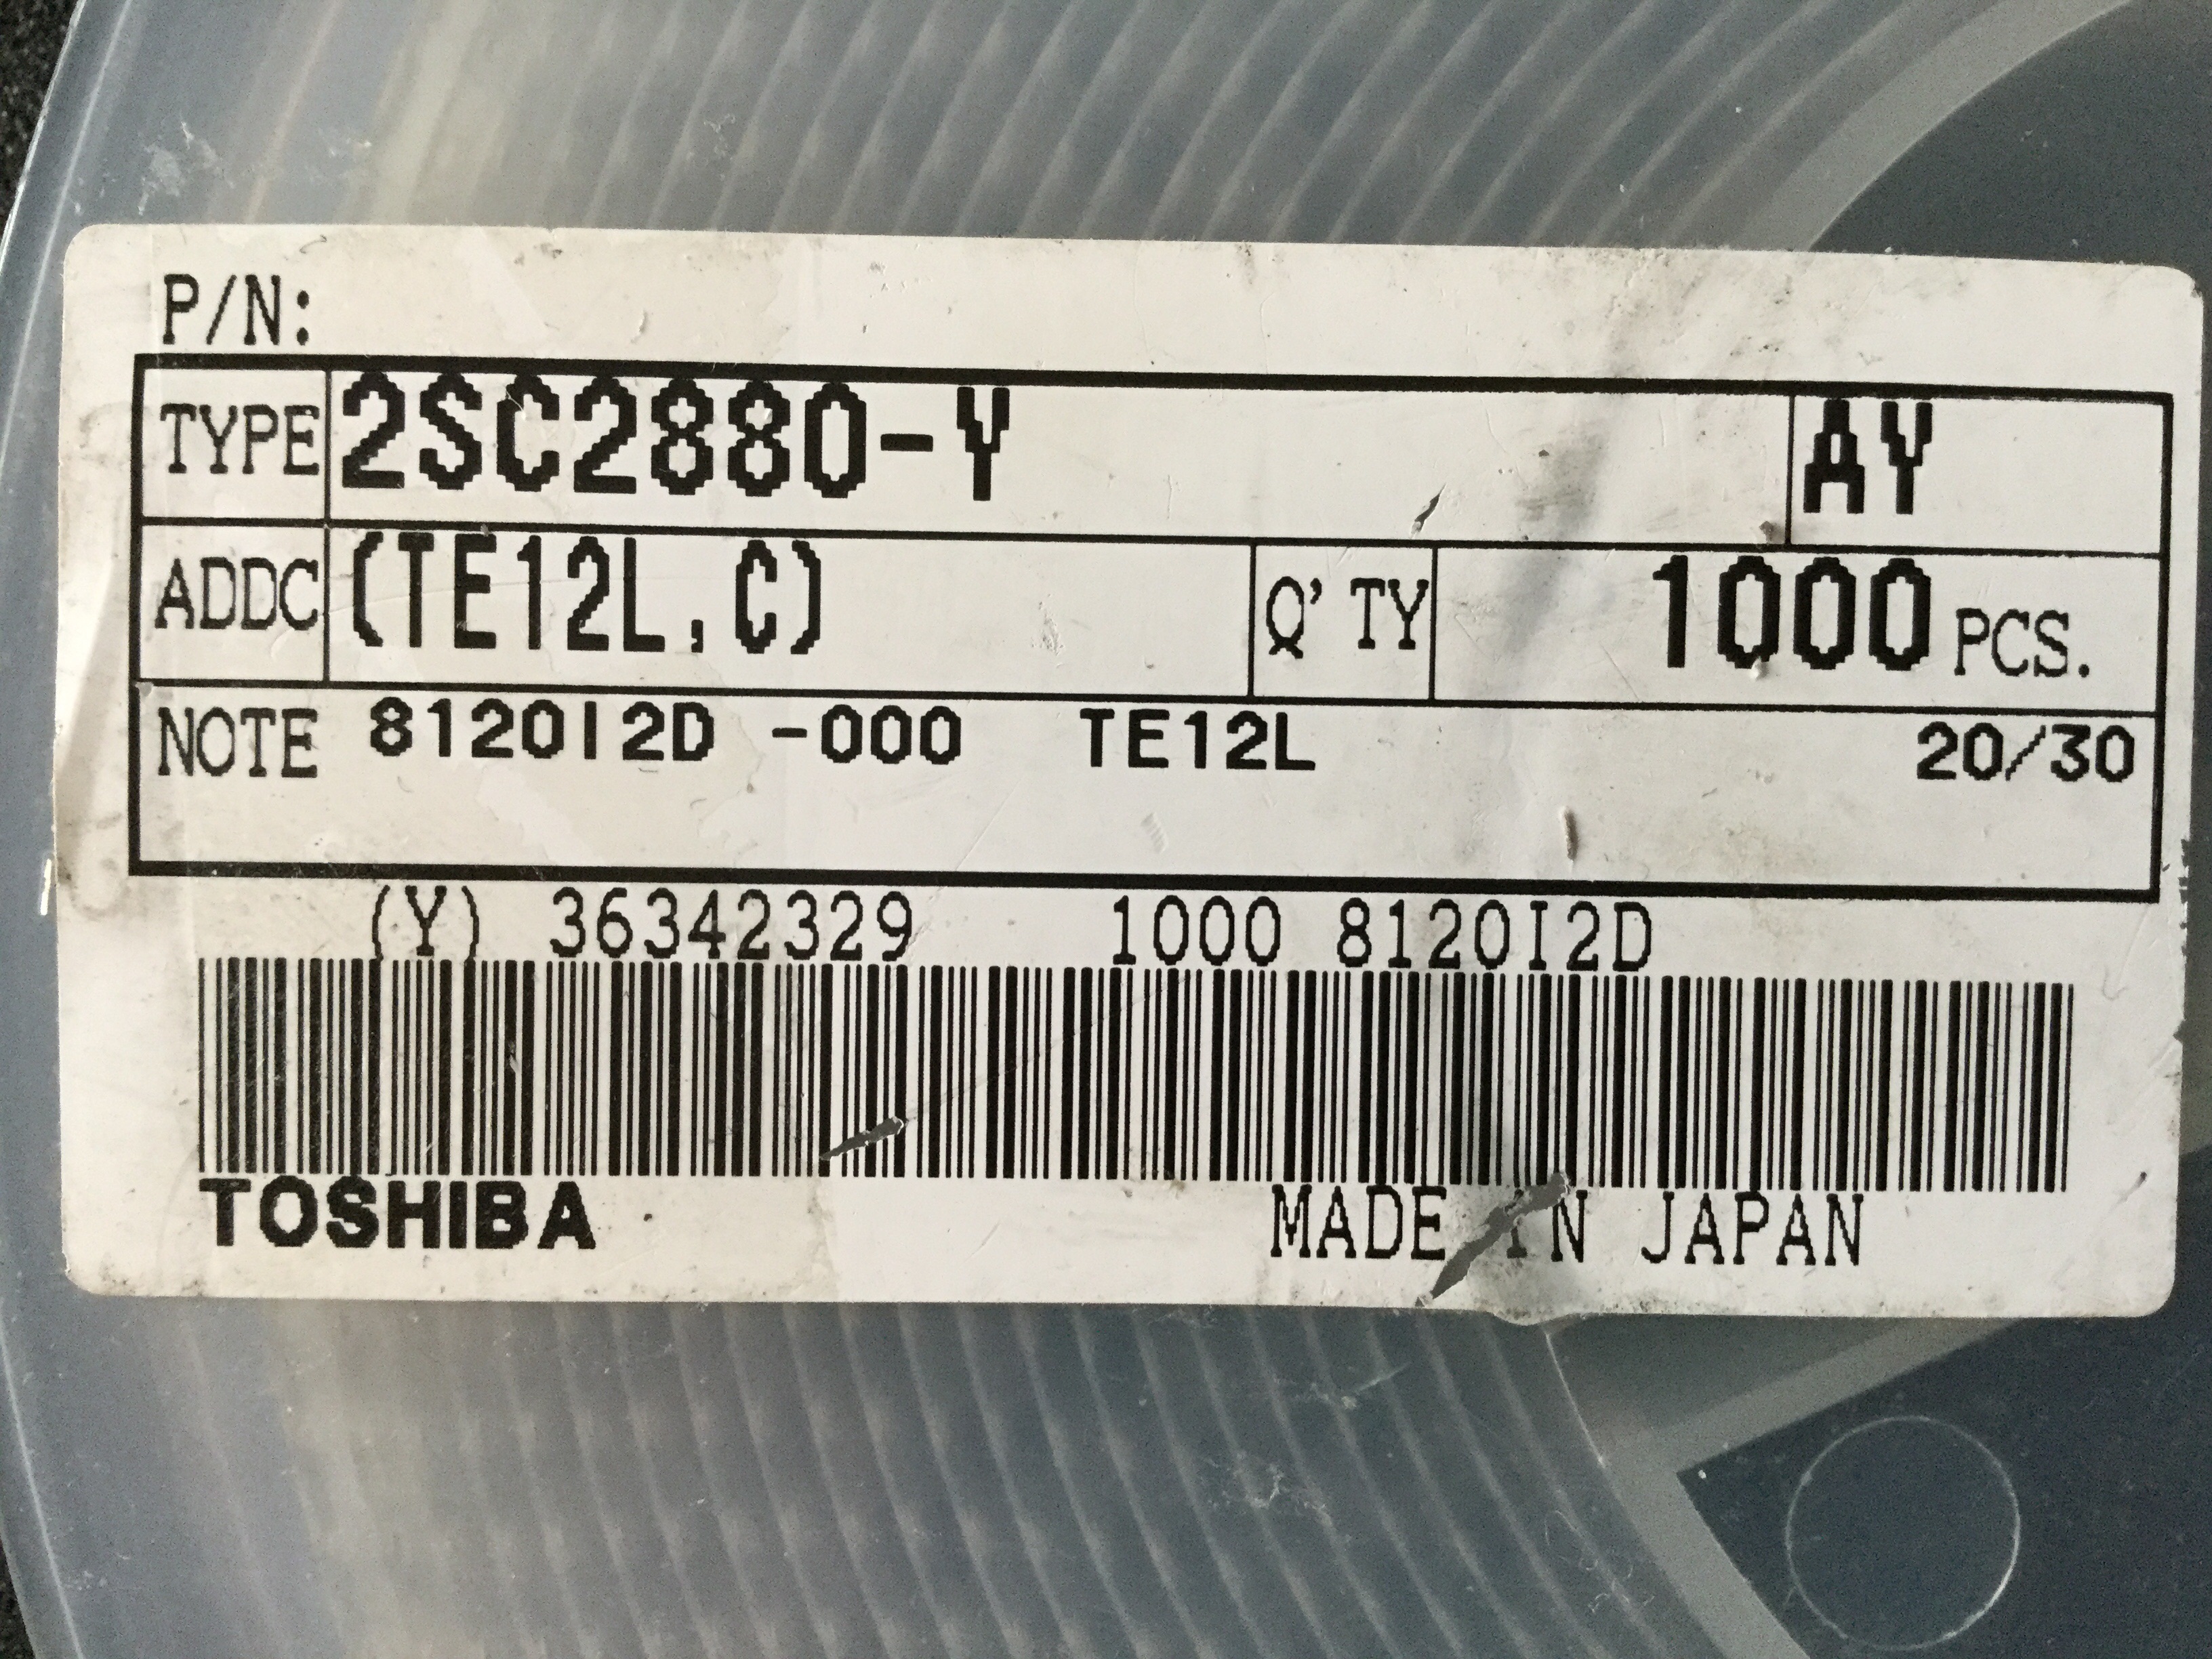 P/N:
TYPE 2SC2880-Y AY
ADDC (TE12L,C) Q'TY 1000 PCS.
NOTE 8120I2D -000 TE12L 20/30
(Y) 36342329 1000 8120I2D
TOSHIBA MADE IN JAPAN